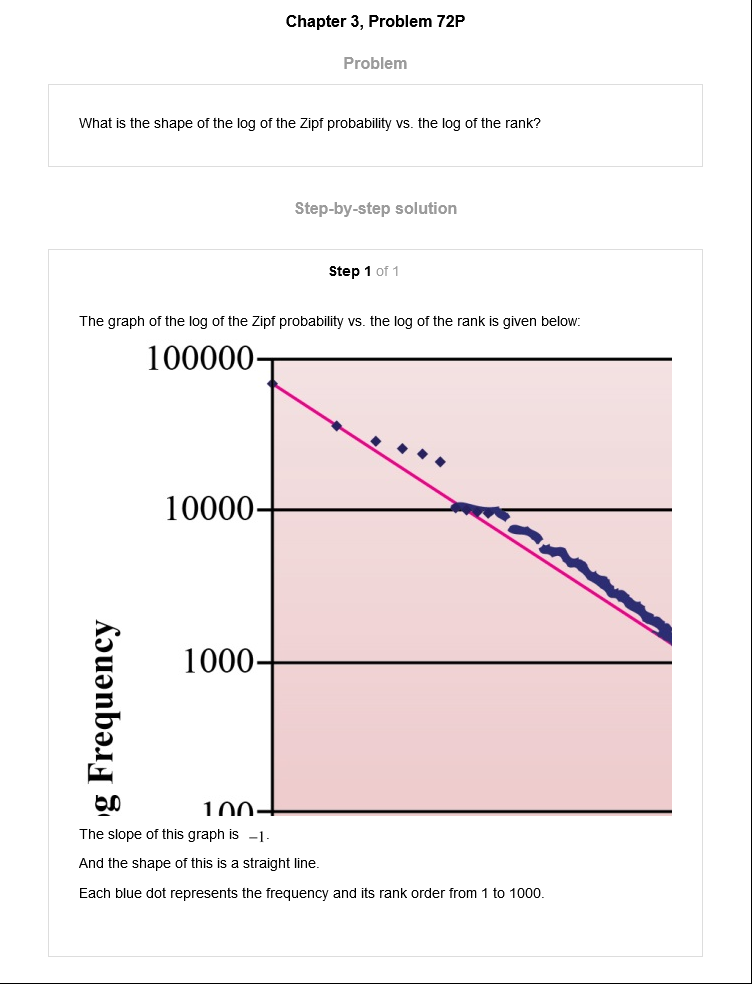 Chapter 3, Problem 72P
Problem
What is the shape of the log of the Zipf probability vs. the log of the rank?
Step-by-step solution
Step 1 of 1
The graph of the log of the Zipf probability vs. the log of the rank is given below:
100000
10000
1000
100
og Frequency
The slope of this graph is −1.
And the shape of this is a straight line.
Each blue dot represents the frequency and its rank order from 1 to 1000.